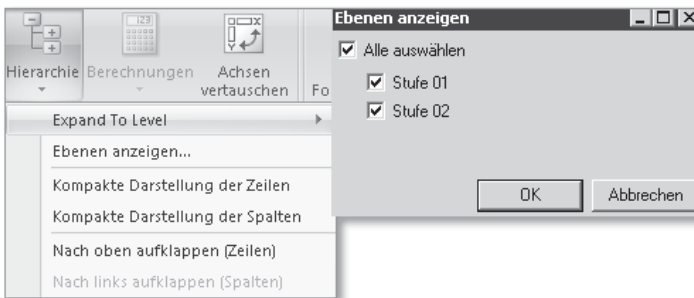 123
Hierarchie Berechnungen Achsen vertauschen Fo
Expand To Level
Ebenen anzeigen...
Kompakte Darstellung der Zeilen
Kompakte Darstellung der Spalten
Nach oben aufklappen (Zeilen)
Nach links aufklappen (Spalten)
Ebenen anzeigen
Alle auswählen
Stufe 01
Stufe 02
OK Abbrechen